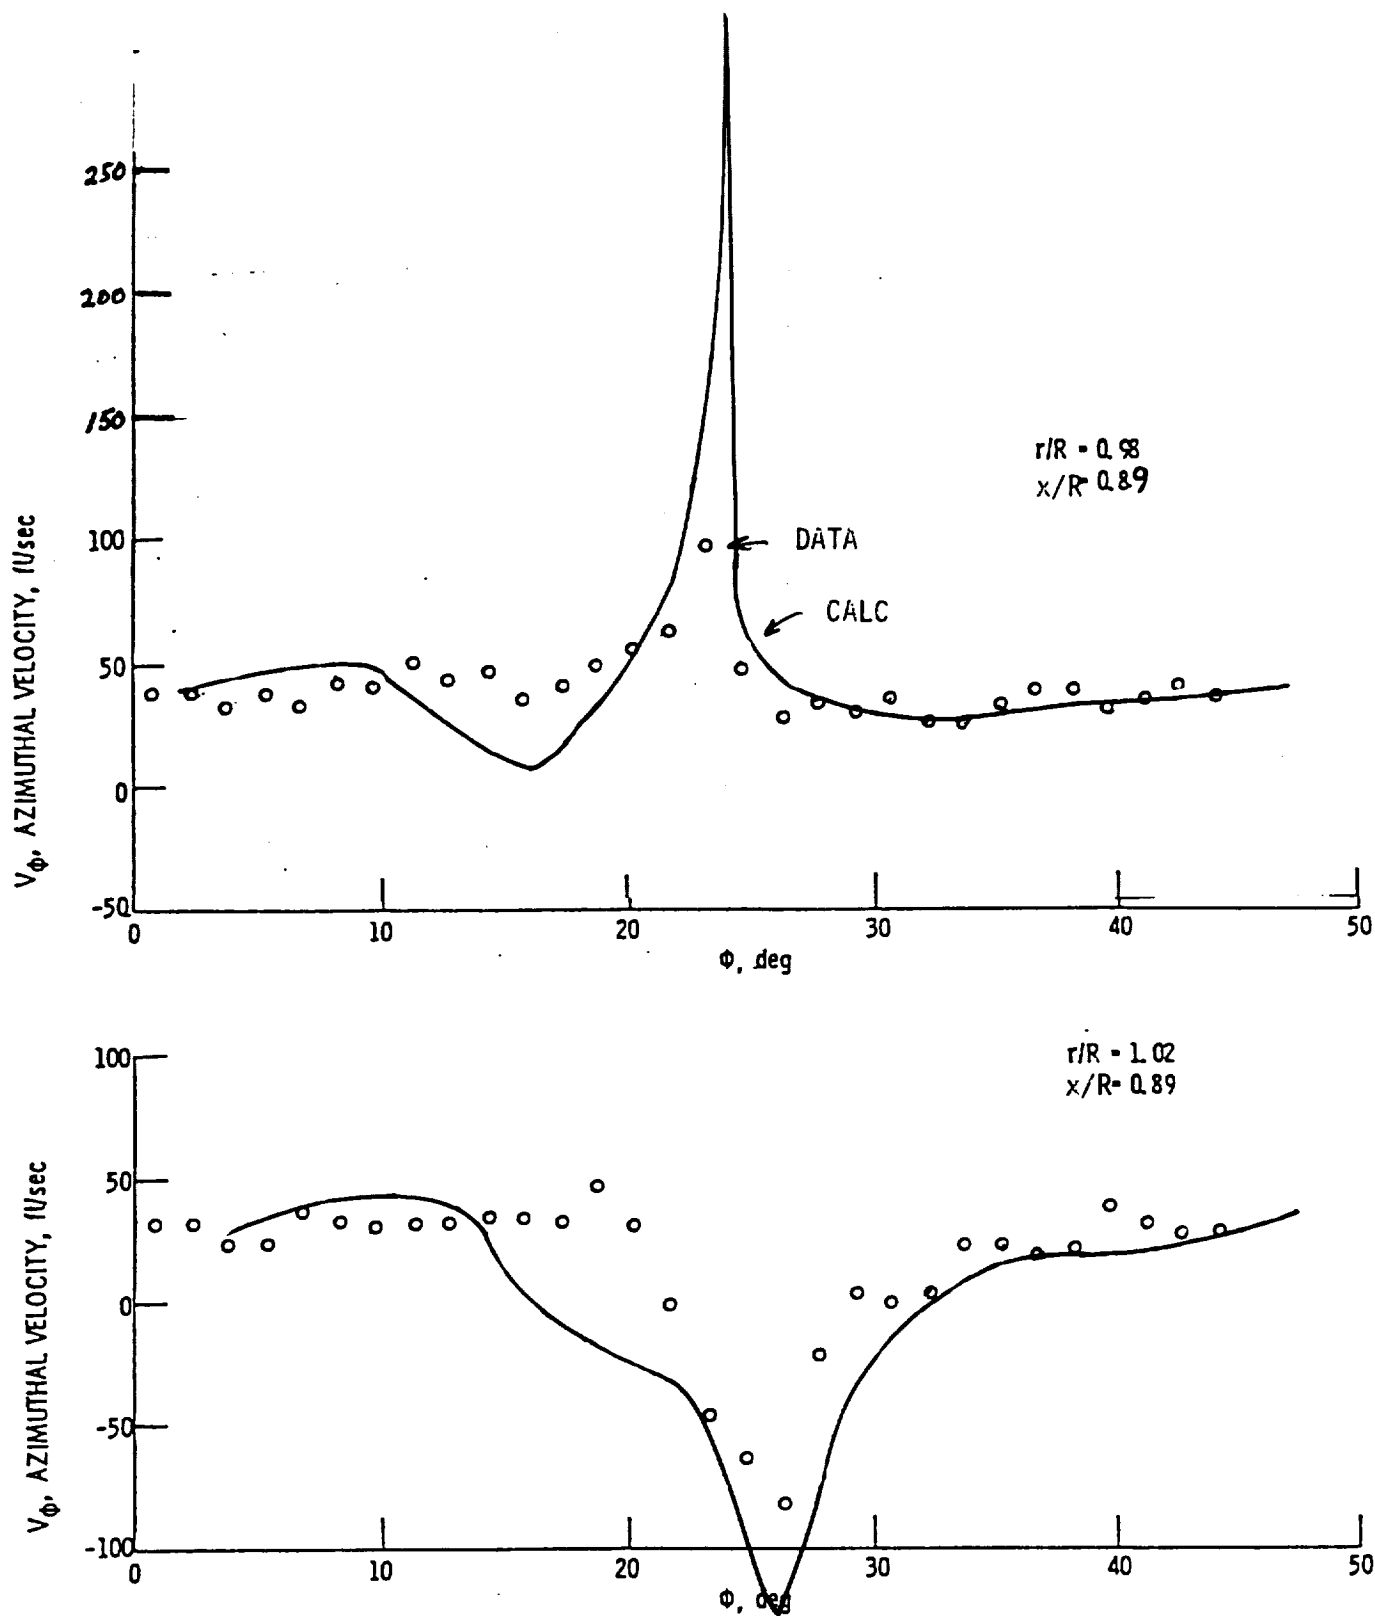 250
200
150
100
50
0
-50
V_Φ, AZIMUTHAL VELOCITY, ft/sec
r/R = 0.98
x/R = 0.89
DATA
CALC
0 10 20 30 40 50
Φ, deg
100
50
0
-50
-100
V_Φ, AZIMUTHAL VELOCITY, ft/sec
r/R = 1.02
x/R = 0.89
0 10 20 30 40 50
Φ, deg